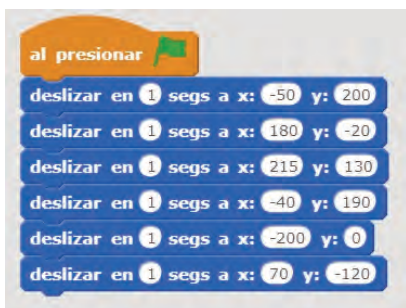 al presionar
deslizar en 1 segs a x: -50 y: 200
deslizar en 1 segs a x: 180 y: -20
deslizar en 1 segs a x: 215 y: 130
deslizar en 1 segs a x: -40 y: 190
deslizar en 1 segs a x: -200 y: 0
deslizar en 1 segs a x: 70 y: -120